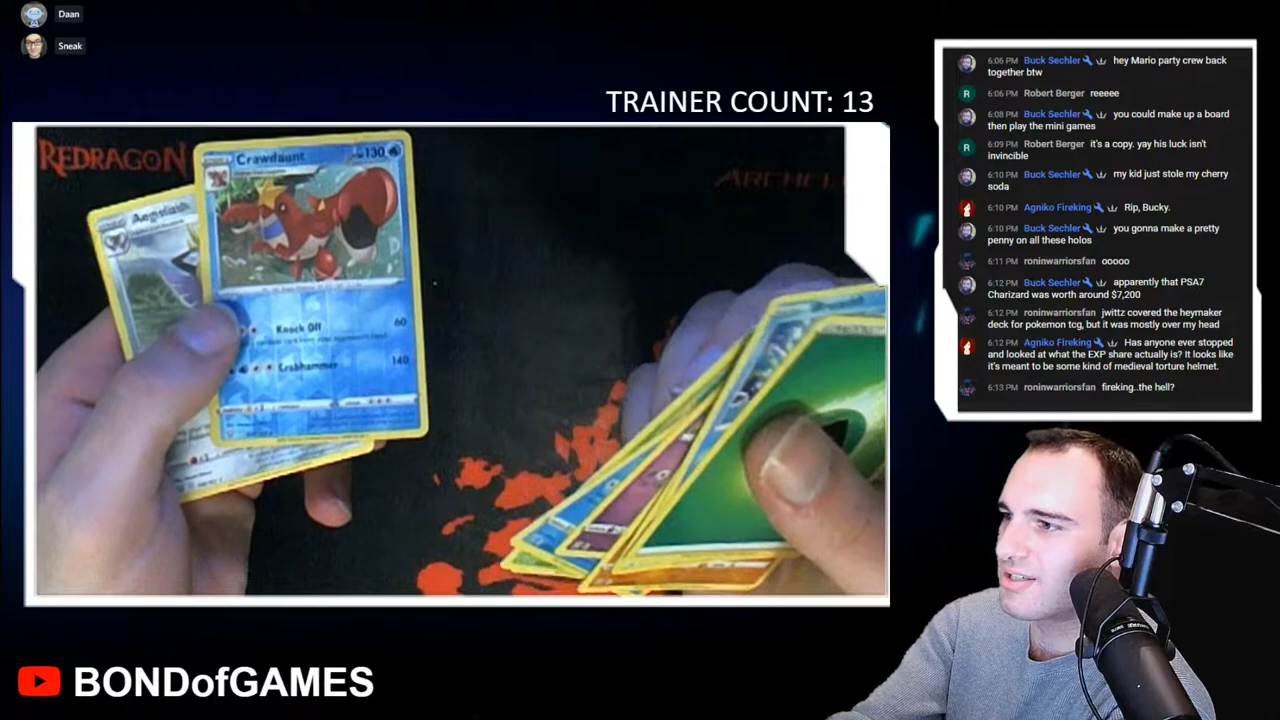 Daan
Sneak
TRAINER COUNT: 13
REDRAGON
Crawdaunt
130
Aegislash
Knock Off
60
Crabhammer
140
6:06 PM Buck Sechler hey Mario party crew back
together btw
R 6:06 PM Robert Berger reeeee
6:08 PM Buck Sechler you could make up a board
then play the mini games
R 6:09 PM Robert Berger it's a copy. yay his luck isn't
invincible
6:10 PM Buck Sechler my kid just stole my cherry
soda
6:10 PM Agniko Fireking Rip, Bucky.
6:10 PM Buck Sechler you gonna make a pretty
penny on all these holos
6:11 PM roninwarriorsfan ooooo
6:12 PM Buck Sechler apparently that PSA7
Charizard was worth around $7,200
6:12 PM roninwarriorsfan jwittz covered the heymaker
deck for pokemon tcg, but it was mostly over my head
6:12 PM Agniko Fireking Has anyone ever stopped
and looked at what the EXP share actually is? It looks like
it's meant to be some kind of medieval torture helmet.
6:13 PM roninwarriorsfan fireking..the hell?
BONDofGAMES